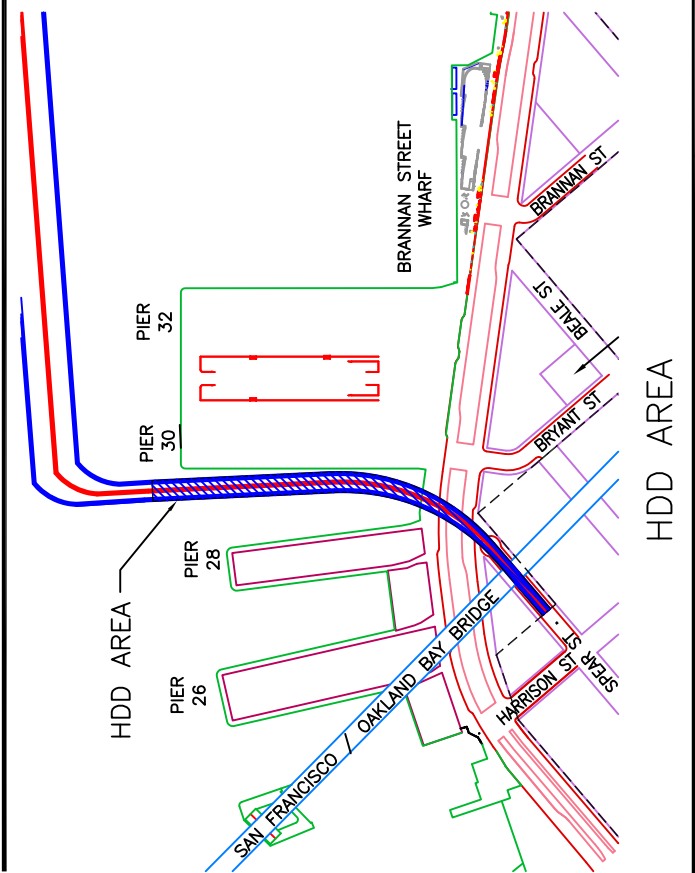 BRANNAN STREET
WHARF
BRANNAN ST
BEALE ST
PIER
32
HDD AREA
PIER
30
BRYANT ST
PIER
28
HDD AREA
PIER
26
SAN FRANCISCO / OAKLAND BAY BRIDGE
HARRISON ST
SPEAR ST.